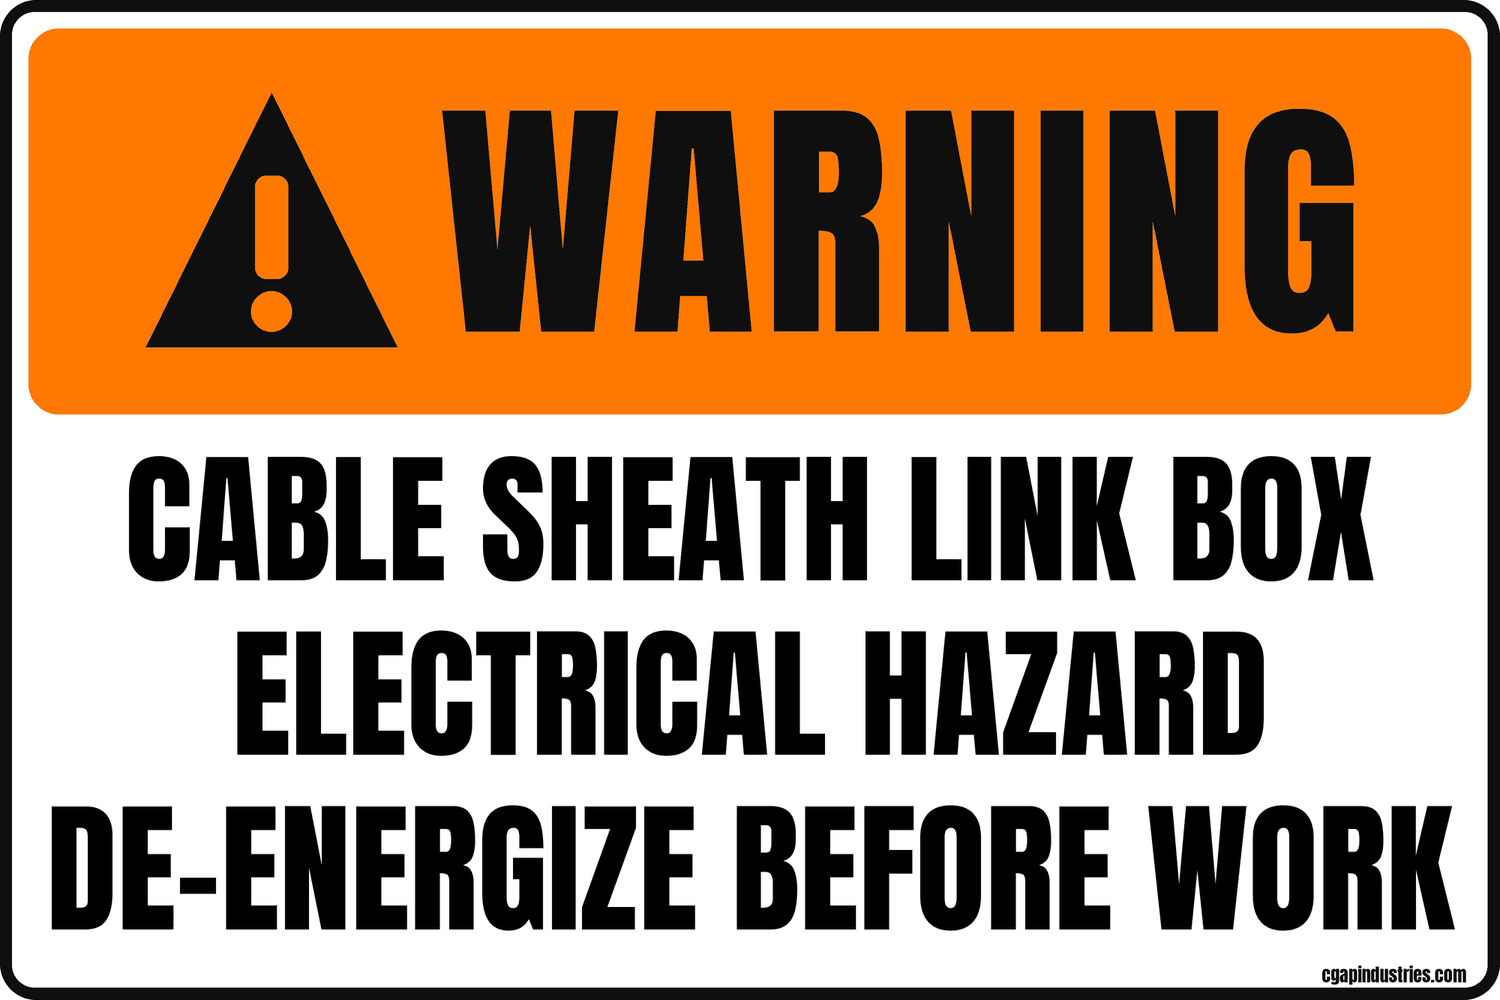 WARNING
CABLE SHEATH LINK BOX
ELECTRICAL HAZARD
DE-ENERGIZE BEFORE WORK
cgapindustries.com